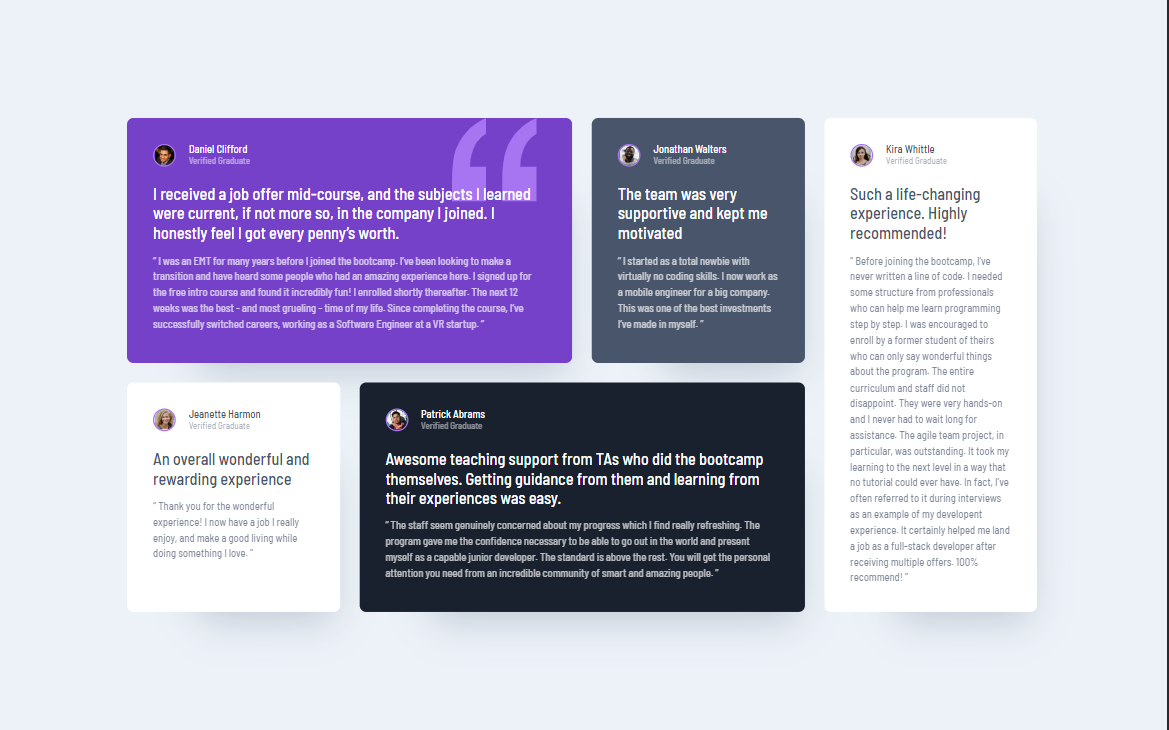 Daniel Clifford
Verified Graduate
I received a job offer mid-course, and the subjects I learned
were current, if not more so, in the company I joined. I
honestly feel I got every penny’s worth.
“ I was an EMT for many years before I joined the bootcamp. I’ve been looking to make a
transition and have heard some people who had an amazing experience here. I signed up for
the free intro course and found it incredibly fun! I enrolled shortly thereafter. The next 12
weeks was the best - and most grueling - time of my life. Since completing the course, I’ve
successfully switched careers, working as a Software Engineer at a VR startup. ”
Jonathan Walters
Verified Graduate
The team was very
supportive and kept me
motivated
“ I started as a total newbie with
virtually no coding skills. I now work as
a mobile engineer for a big company.
This was one of the best investments
I’ve made in myself. ”
Kira Whittle
Verified Graduate
Such a life-changing
experience. Highly
recommended!
“ Before joining the bootcamp, I’ve
never written a line of code. I needed
some structure from professionals
who can help me learn programming
step by step. I was encouraged to
enroll by a former student of theirs
who can only say wonderful things
about the program. The entire
curriculum and staff did not
disappoint. They were very hands-on
and I never had to wait long for
assistance. The agile team project, in
particular, was outstanding. It took my
learning to the next level in a way that
no tutorial could ever have. In fact, I’ve
often referred to it during interviews
as an example of my developent
experience. It certainly helped me land
a job as a full-stack developer after
receiving multiple offers. 100%
recommend! ”
Jeanette Harmon
Verified Graduate
An overall wonderful and
rewarding experience
“ Thank you for the wonderful
experience! I now have a job I really
enjoy, and make a good living while
doing something I love. ”
Patrick Abrams
Verified Graduate
Awesome teaching support from TAs who did the bootcamp
themselves. Getting guidance from them and learning from
their experiences was easy.
“ The staff seem genuinely concerned about my progress which I find really refreshing. The
program gave me the confidence necessary to be able to go out in the world and present
myself as a capable junior developer. The standard is above the rest. You will get the personal
attention you need from an incredible community of smart and amazing people. ”